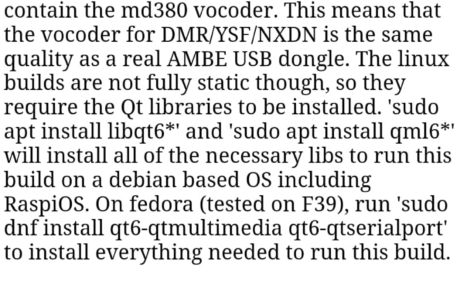 contain the md380 vocoder. This means that
the vocoder for DMR/YSF/NXDN is the same
quality as a real AMBE USB dongle. The linux
builds are not fully static though, so they
require the Qt libraries to be installed. 'sudo
apt install libqt6*' and 'sudo apt install qml6*'
will install all of the necessary libs to run this
build on a debian based OS including
RaspiOS. On fedora (tested on F39), run 'sudo
dnf install qt6-qtmultimedia qt6-qtserialport'
to install everything needed to run this build.